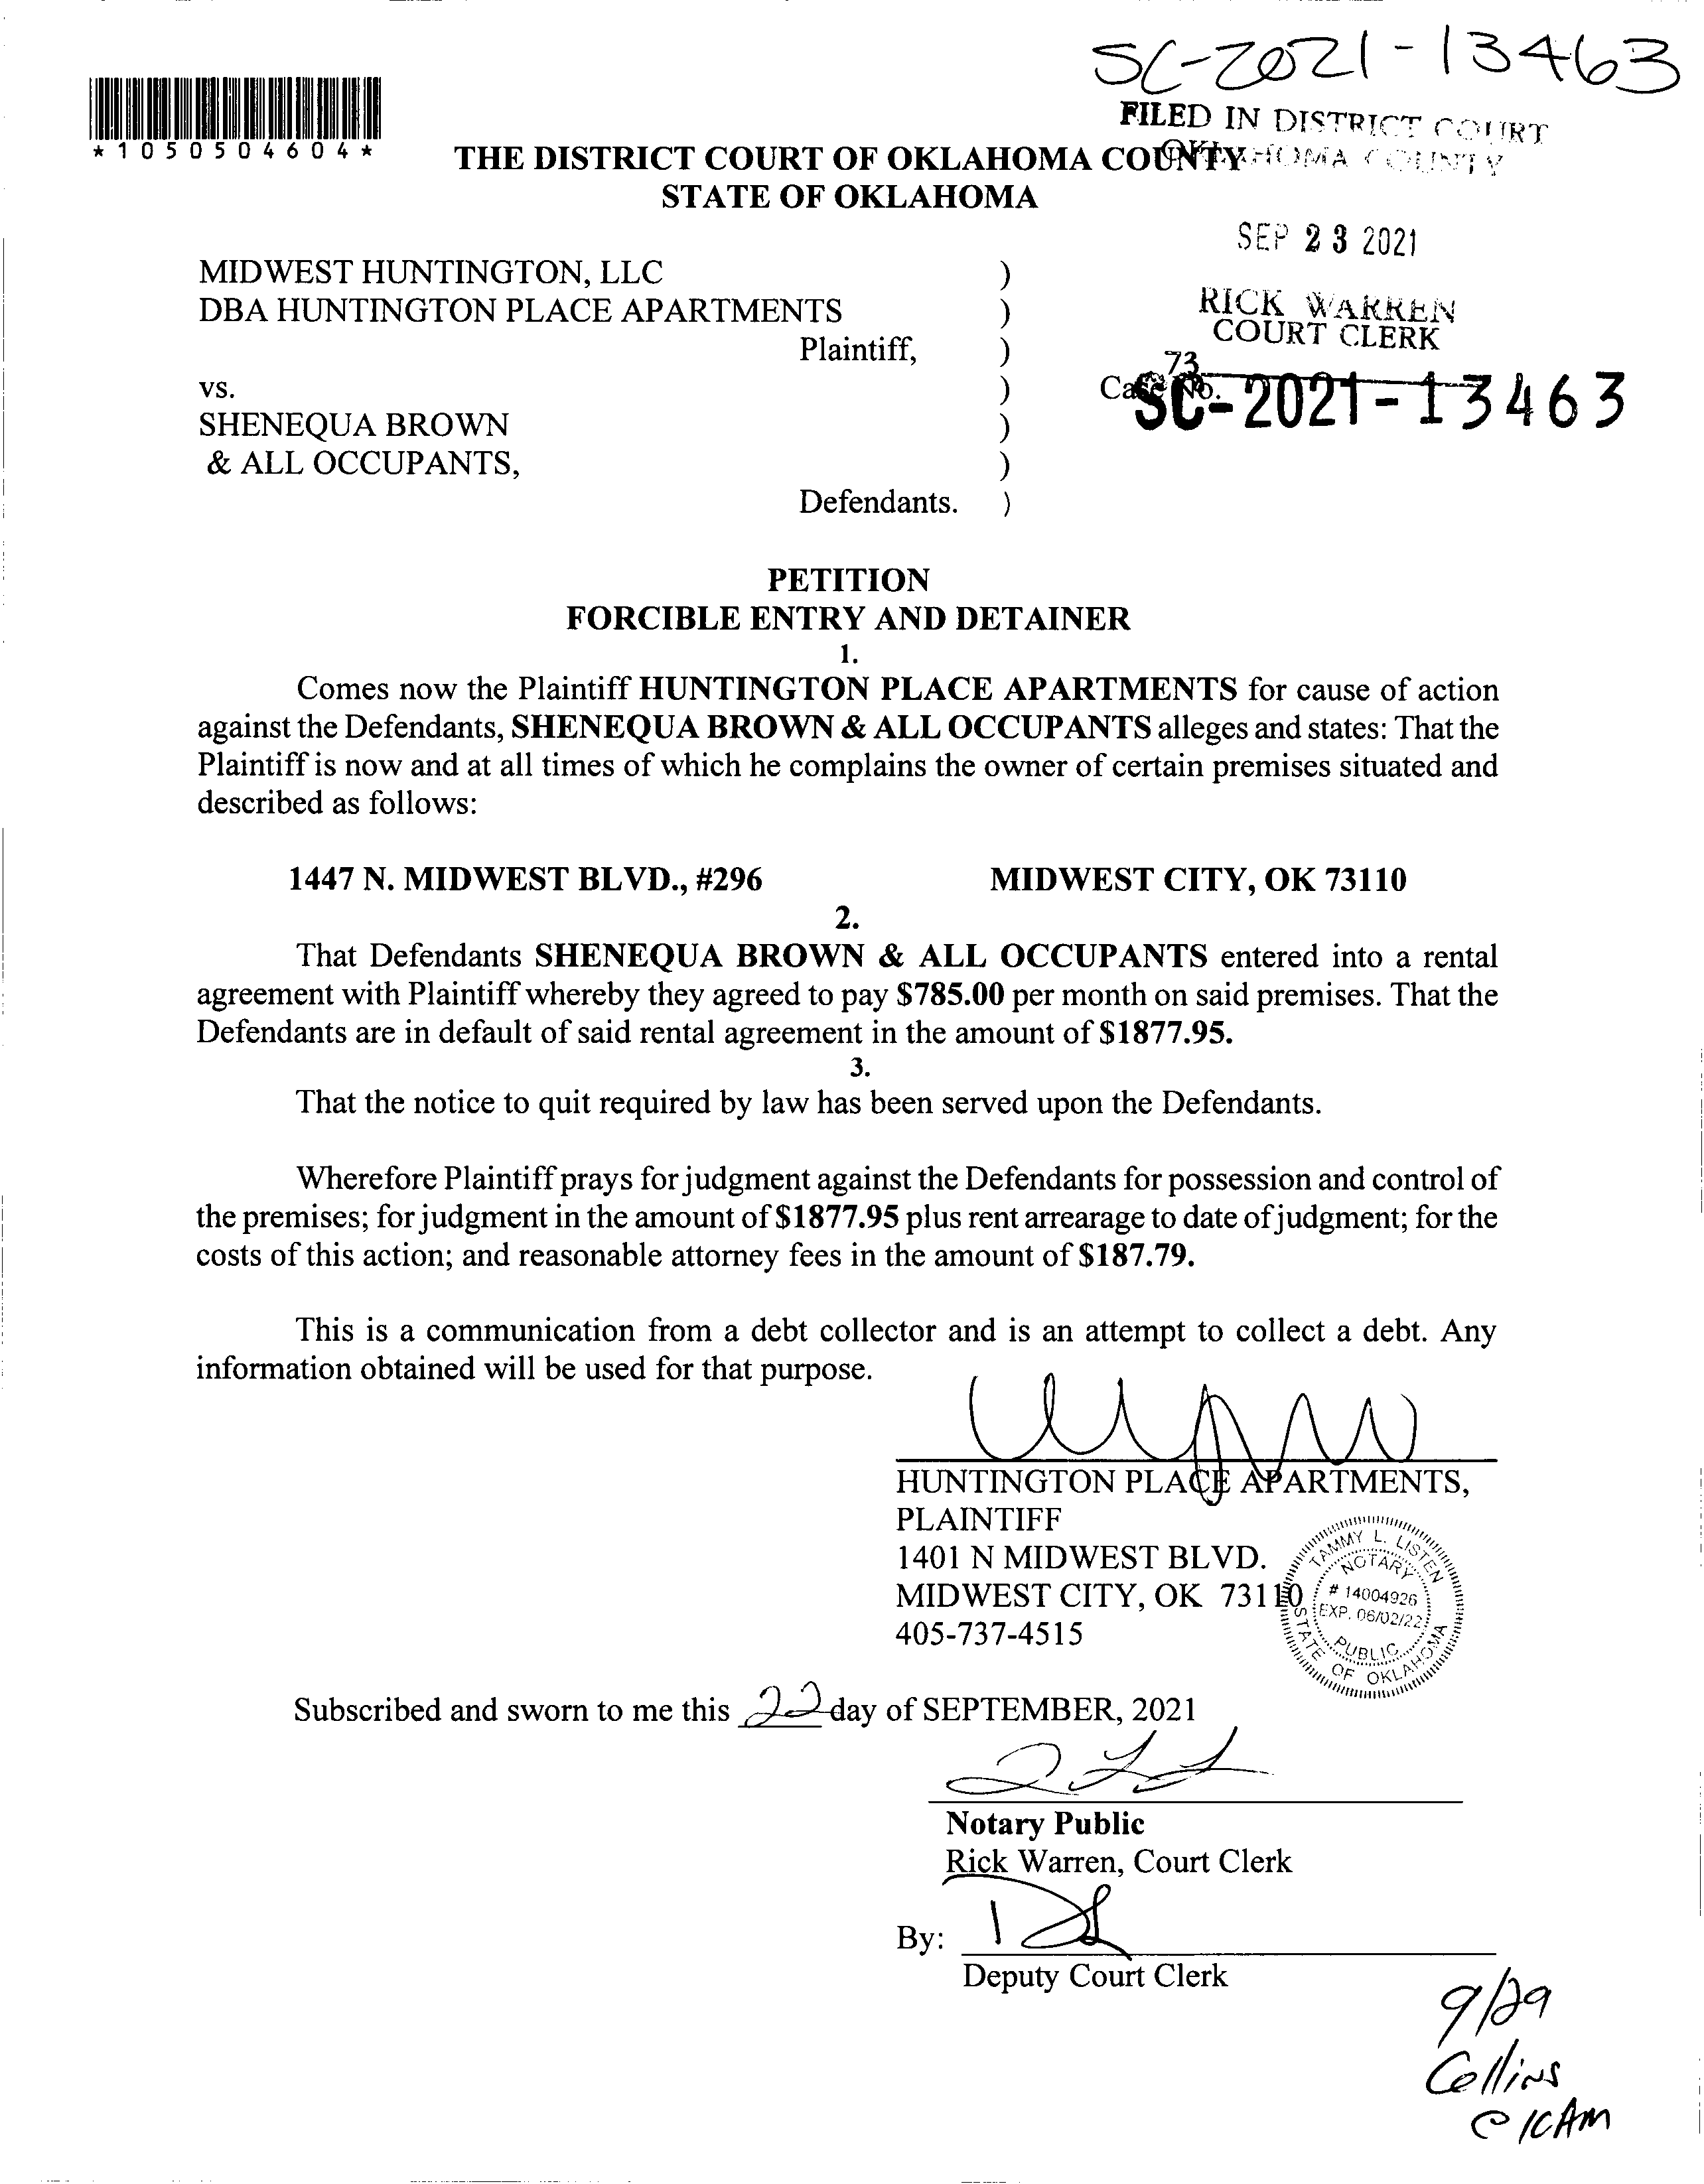 SC-2021-13463
FILED IN DISTRICT COURT
OKLAHOMA COUNTY
*1050504604*
THE DISTRICT COURT OF OKLAHOMA COUNTY
STATE OF OKLAHOMA
SEP 23 2021
MIDWEST HUNTINGTON, LLC )
DBA HUNTINGTON PLACE APARTMENTS )
RICK WARREN
COURT CLERK
Plaintiff, )
73
vs. )
Case No.
SC-2021-13463
SHENEQUA BROWN )
& ALL OCCUPANTS, )
Defendants. )
PETITION
FORCIBLE ENTRY AND DETAINER
1.
Comes now the Plaintiff HUNTINGTON PLACE APARTMENTS for cause of action
against the Defendants, SHENEQUA BROWN & ALL OCCUPANTS alleges and states: That the
Plaintiff is now and at all times of which he complains the owner of certain premises situated and
described as follows:
1447 N. MIDWEST BLVD., #296 MIDWEST CITY, OK 73110
2.
That Defendants SHENEQUA BROWN & ALL OCCUPANTS entered into a rental
agreement with Plaintiff whereby they agreed to pay $785.00 per month on said premises. That the
Defendants are in default of said rental agreement in the amount of $1877.95.
3.
That the notice to quit required by law has been served upon the Defendants.
Wherefore Plaintiff prays for judgment against the Defendants for possession and control of
the premises; for judgment in the amount of $1877.95 plus rent arrearage to date of judgment; for the
costs of this action; and reasonable attorney fees in the amount of $187.79.
This is a communication from a debt collector and is an attempt to collect a debt. Any
information obtained will be used for that purpose.
HUNTINGTON PLACE APARTMENTS,
PLAINTIFF
1401 N MIDWEST BLVD.
MIDWEST CITY, OK 73110
405-737-4515
TAMMY L. LISTEN
NOTARY
# 14004926
EXP. 06/02/22
PUBLIC
STATE OF OKLAHOMA
Subscribed and sworn to me this 22 day of SEPTEMBER, 2021
Notary Public
Rick Warren, Court Clerk
By:
Deputy Court Clerk
9/29
Collins
@ 10AM